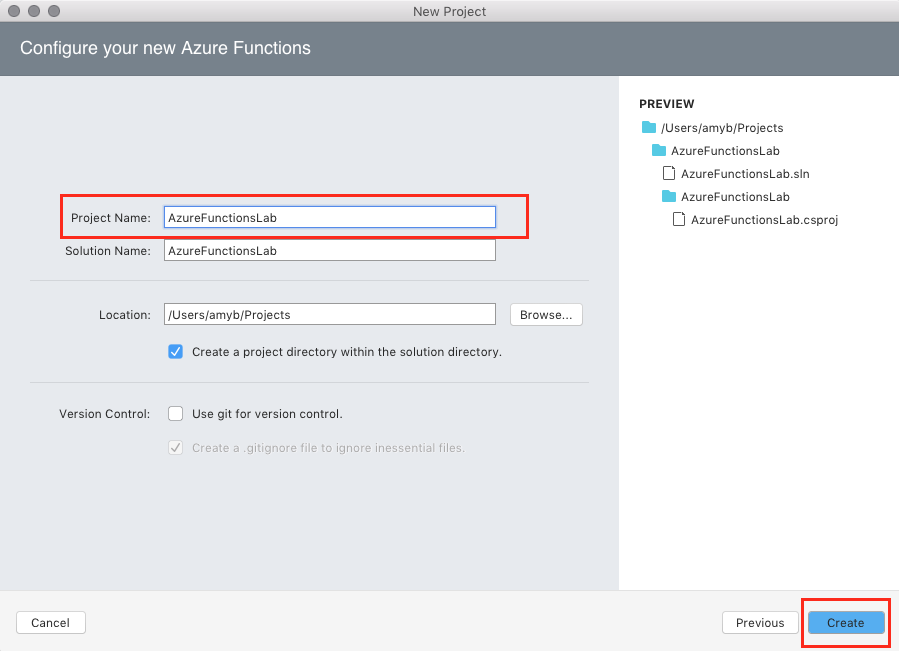 New Project
Configure your new Azure Functions
Project Name: AzureFunctionsLab
Solution Name: AzureFunctionsLab
Location: /Users/amyb/Projects Browse...
Create a project directory within the solution directory.
Version Control: Use git for version control.
Create a .gitignore file to ignore inessential files.
PREVIEW
/Users/amyb/Projects
AzureFunctionsLab
AzureFunctionsLab.sln
AzureFunctionsLab
AzureFunctionsLab.csproj
Cancel Previous Create